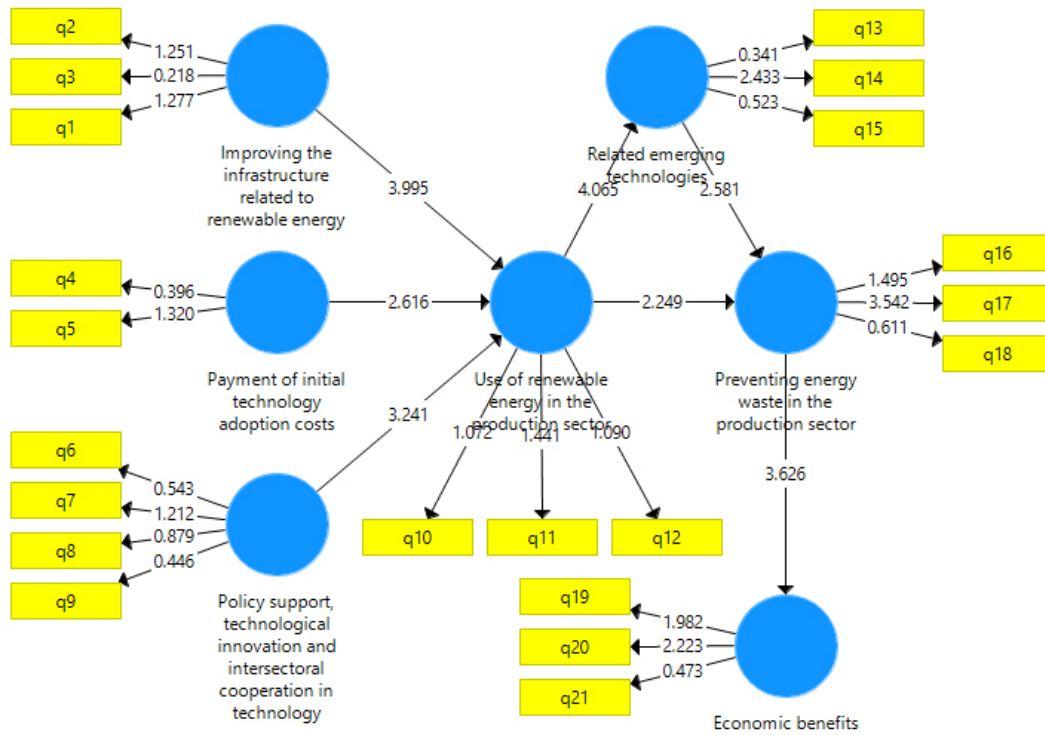 q2
q3
q1
1.251
0.218
1.277
Improving the
infrastructure
related to
renewable energy
3.995
q13
q14
q15
0.341
2.433
0.523
Related emerging
technologies
4.065
2.581
q4
q5
0.396
1.320
Payment of initial
technology
adoption costs
2.616
Use of renewable
energy in the
production sector
2.249
1.072
1.441
1.090
q10
q11
q12
Preventing energy
waste in the
production sector
q16
q17
q18
1.495
3.542
0.611
3.241
3.626
q6
q7
q8
q9
0.543
1.212
0.879
0.446
Policy support,
technological
innovation and
intersectoral
cooperation in
technology
q19
q20
q21
1.982
2.223
0.473
Economic benefits